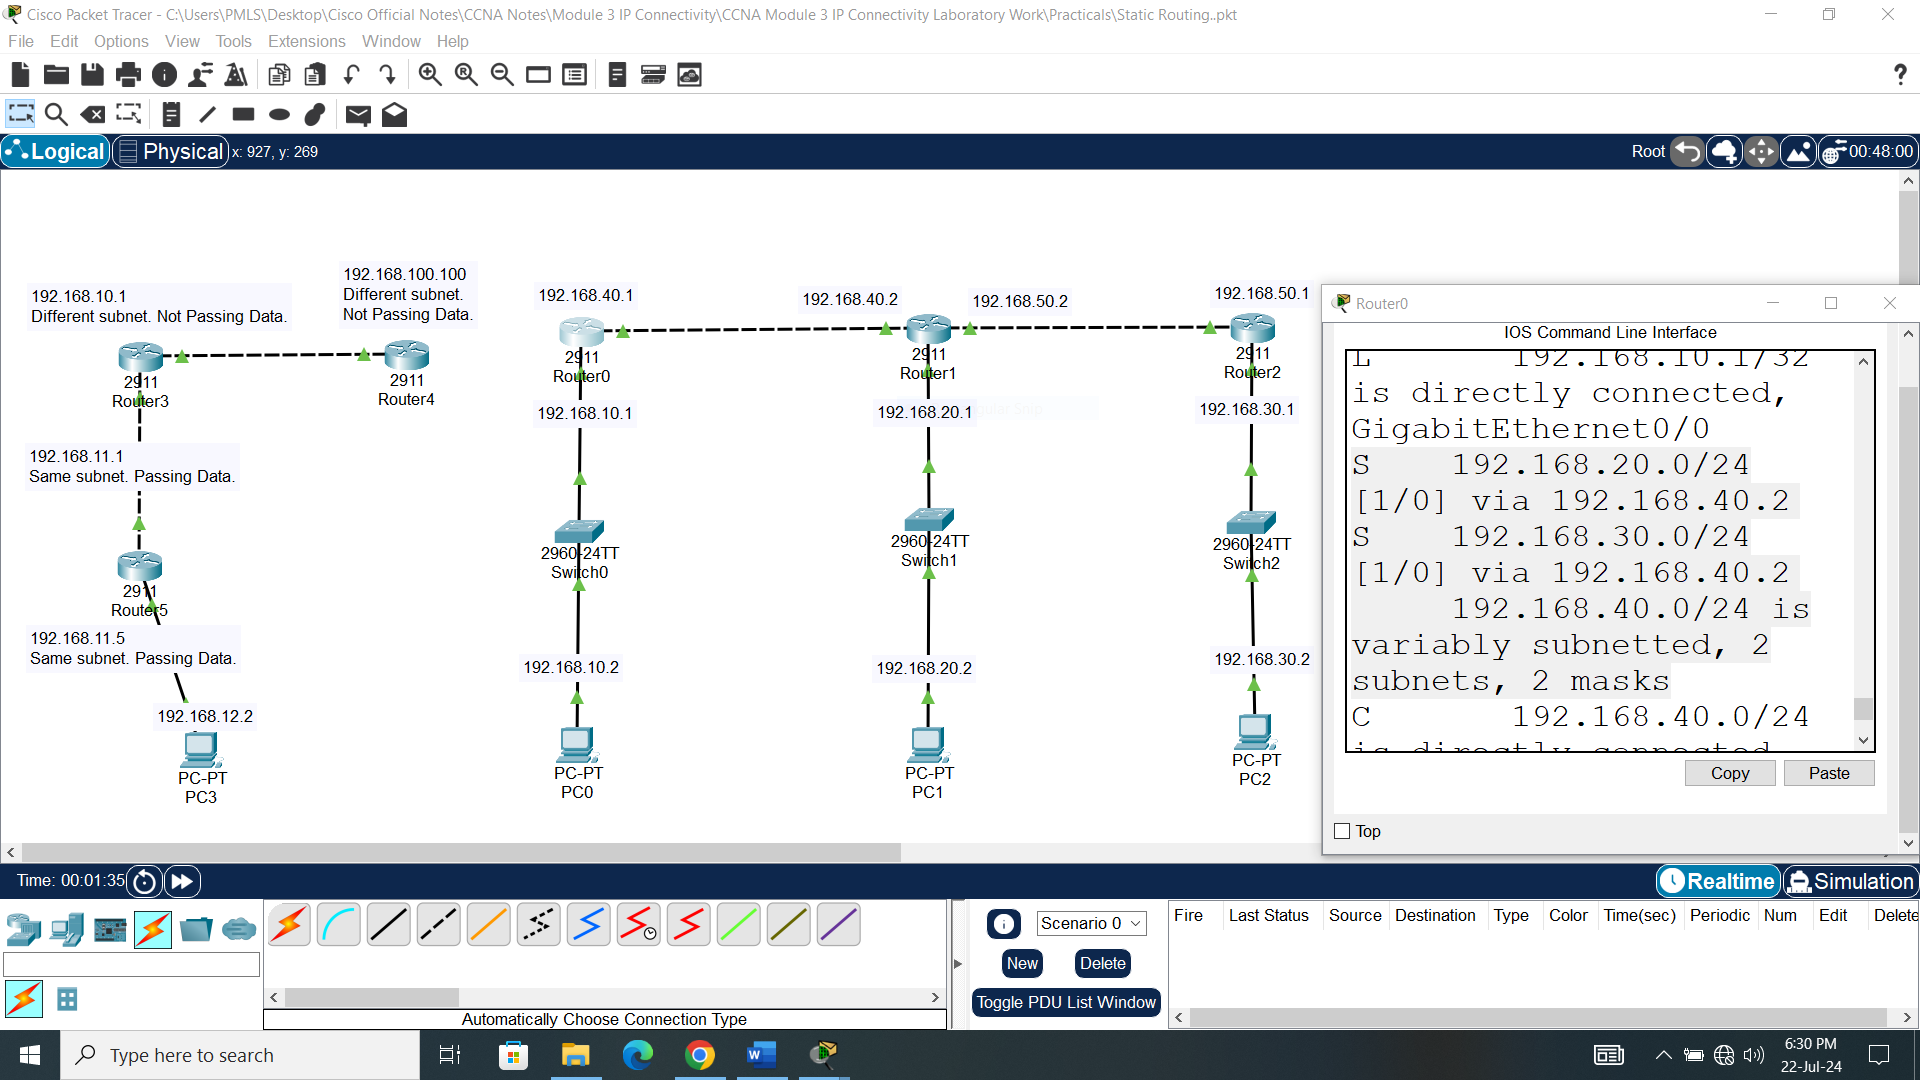 Cisco Packet Tracer - C:\Users\PMLS\Desktop\Cisco Official Notes\CCNA Notes\Module 3 IP Connectivity\CCNA Module 3 IP Connectivity Laboratory Work\Practicals\Static Routing..pkt
File Edit Options View Tools Extensions Window Help
Logical Physical x: 927, y: 269 Root 00:48:00
192.168.10.1
Different subnet. Not Passing Data.
192.168.100.100
Different subnet.
Not Passing Data.
2911
Router3
2911
Router4
192.168.11.1
Same subnet. Passing Data.
2911
Router5
192.168.11.5
Same subnet. Passing Data.
192.168.12.2
PC-PT
PC3
192.168.40.1
2911
Router0
192.168.10.1
2960-24TT
Switch0
192.168.10.2
PC-PT
PC0
192.168.40.2
192.168.50.2
2911
Router1
192.168.20.1
2960-24TT
Switch1
192.168.20.2
PC-PT
PC1
192.168.50.1
2911
Router2
192.168.30.1
2960-24TT
Switch2
192.168.30.2
PC-PT
PC2
Router0
IOS Command Line Interface
L 192.168.10.1/32
is directly connected,
GigabitEthernet0/0
S 192.168.20.0/24
[1/0] via 192.168.40.2
S 192.168.30.0/24
[1/0] via 192.168.40.2
192.168.40.0/24 is
variably subnetted, 2
subnets, 2 masks
C 192.168.40.0/24
is directly connected
Copy Paste
Top
Time: 00:01:35
Realtime Simulation
Automatically Choose Connection Type
Scenario 0
New Delete
Toggle PDU List Window
Fire Last Status Source Destination Type Color Time(sec) Periodic Num Edit Delete
Type here to search
6:30 PM
22-Jul-24